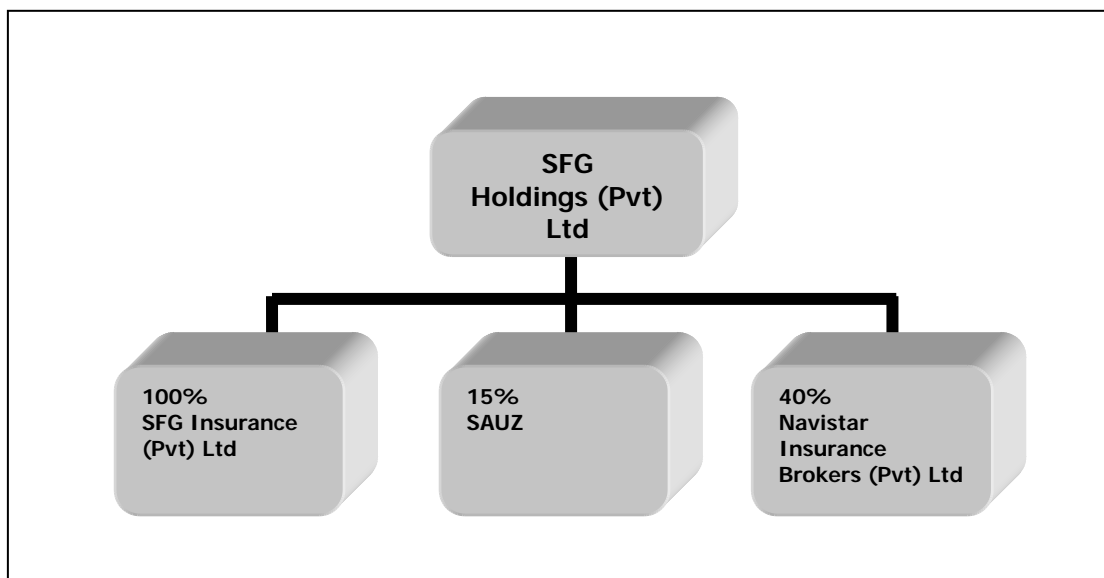 SFG
Holdings (Pvt)
Ltd
100%
SFG Insurance
(Pvt) Ltd
15%
SAUZ
40%
Navistar
Insurance
Brokers (Pvt) Ltd